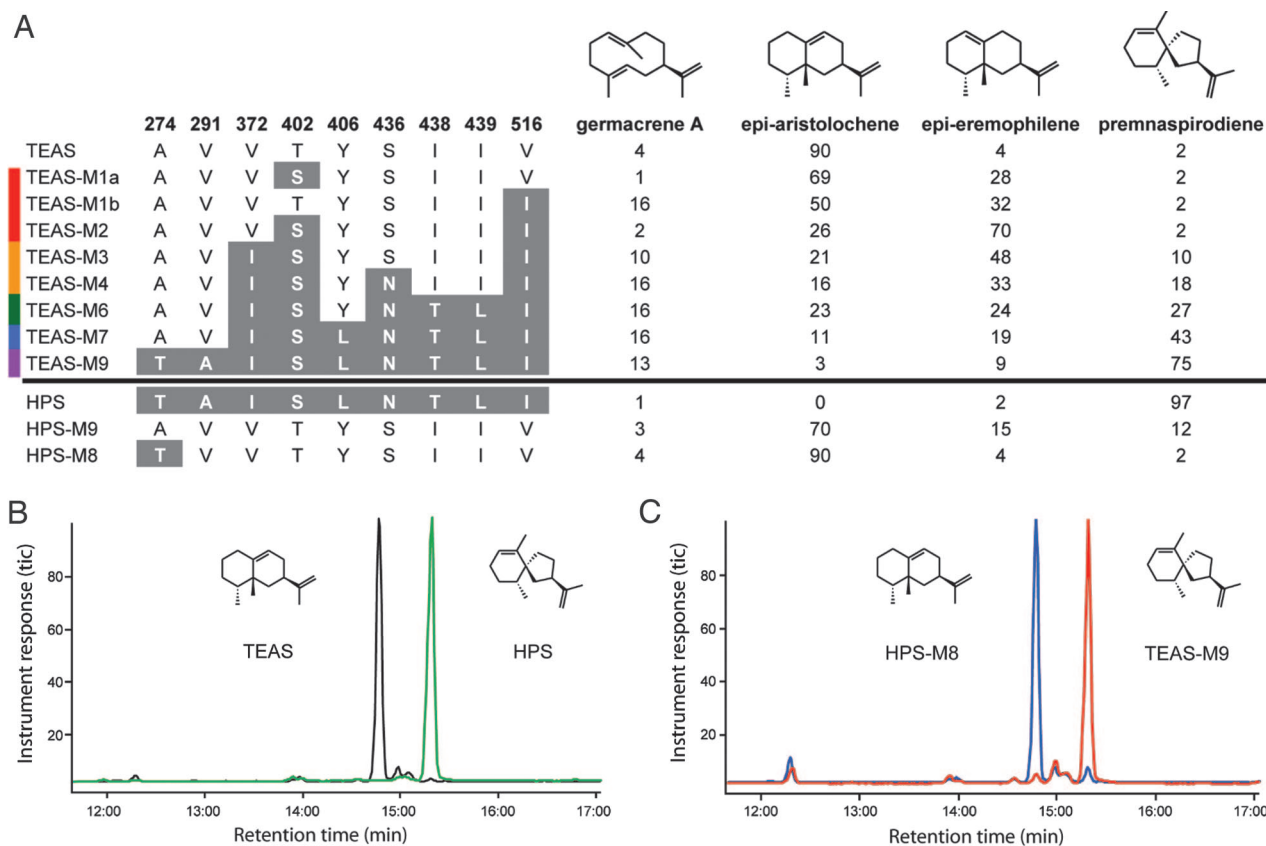 A
274 291 372 402 406 436 438 439 516 germacrene A epi-aristolochene epi-eremophilene premnaspirodiene
TEAS A V V T Y S I I V 4 90 4 2
TEAS-M1a A V V S Y S I I V 1 69 28 2
TEAS-M1b A V V T Y S I I I 16 50 32 2
TEAS-M2 A V V S Y S I I I 2 26 70 2
TEAS-M3 A V I S Y S I I I 10 21 48 10
TEAS-M4 A V I S Y N I I I 16 16 33 18
TEAS-M6 A V I S Y N T L I 16 23 24 27
TEAS-M7 A V I S L N T L I 16 11 19 43
TEAS-M9 T A I S L N T L I 13 3 9 75
HPS T A I S L N T L I 1 0 2 97
HPS-M9 A V V T Y S I I V 3 70 15 12
HPS-M8 T V V T Y S I I V 4 90 4 2
B
Instrument response (tic)
80
60
40
20
TEAS
HPS
12:00 13:00 14:00 15:00 16:00 17:00
Retention time (min)
C
Instrument response (tic)
80
60
40
20
HPS-M8
TEAS-M9
12:00 13:00 14:00 15:00 16:00 17:00
Retention time (min)